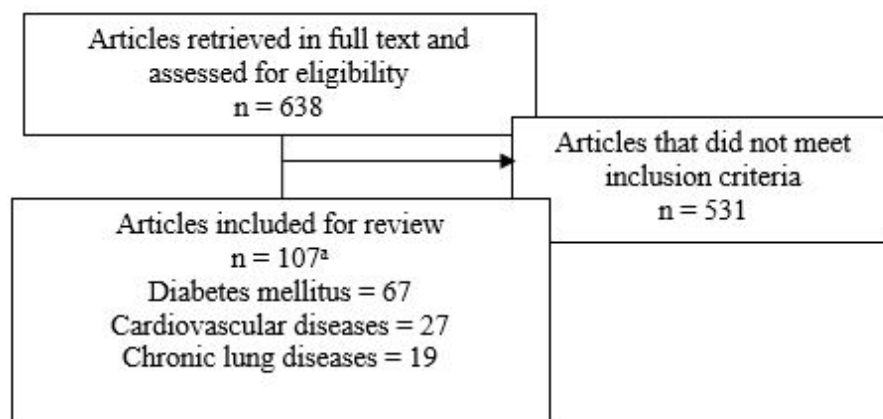 Articles retrieved in full text and
assessed for eligibility
n = 638
Articles that did not meet
inclusion criteria
n = 531
Articles included for review
n = 107ª
Diabetes mellitus = 67
Cardiovascular diseases = 27
Chronic lung diseases = 19